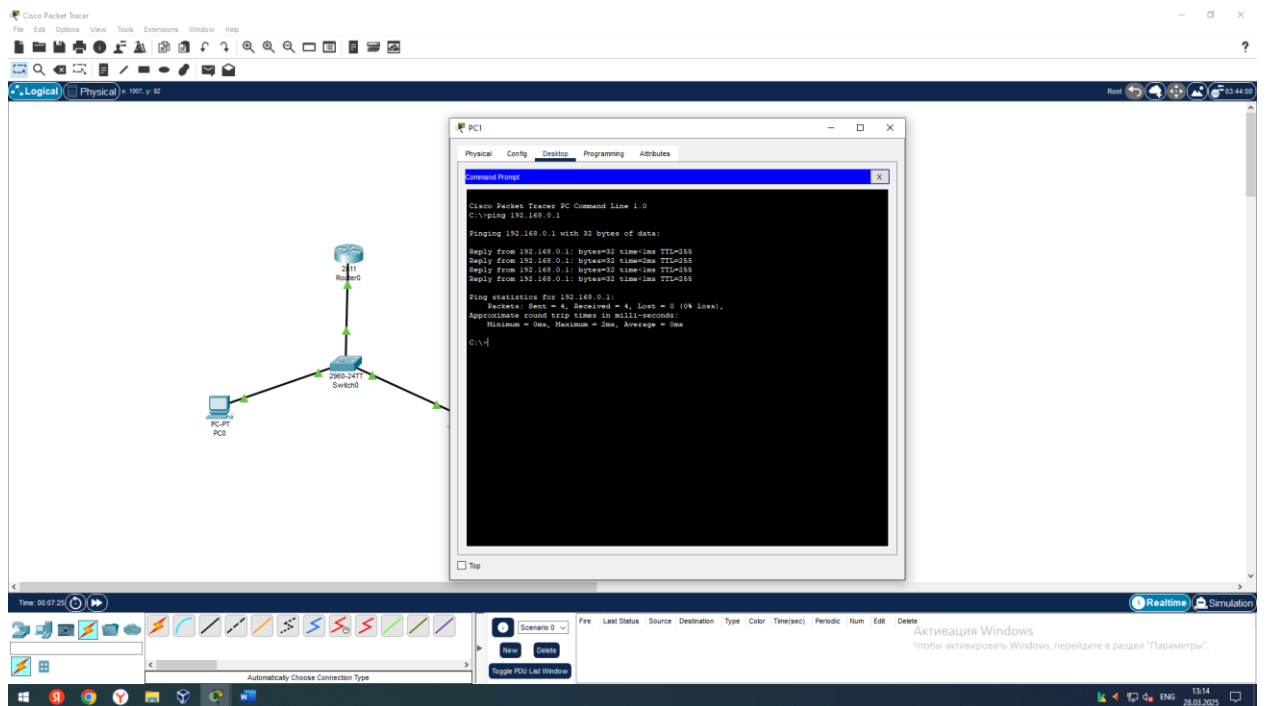 Cisco Packet Tracer
File Edit Options View Tools Extensions Window Help
?
Logical Physical x: 1007, y: 82
Root 03:44:00
PC1
Physical Config Desktop Programming Attributes
Command Prompt X
Cisco Packet Tracer PC Command Line 1.0
C:\>ping 192.168.0.1
Pinging 192.168.0.1 with 32 bytes of data:
Reply from 192.168.0.1: bytes=32 time<1ms TTL=255
Reply from 192.168.0.1: bytes=32 time=2ms TTL=255
Reply from 192.168.0.1: bytes=32 time<1ms TTL=255
Reply from 192.168.0.1: bytes=32 time<1ms TTL=255
Ping statistics for 192.168.0.1:
Packets: Sent = 4, Received = 4, Lost = 0 (0% loss),
Approximate round trip times in milli-seconds:
Minimum = 0ms, Maximum = 2ms, Average = 0ms
C:\>
Top
2811
Router0
2960-24TT
Switch0
PC-PT
PC0
Time: 00:07:25
Realtime Simulation
Scenario 0
New Delete
Toggle PDU List Window
Fire Last Status Source Destination Type Color Time(sec) Periodic Num Edit Delete
Automatically Choose Connection Type
Активация Windows
Чтобы активировать Windows, перейдите в раздел "Параметры".
ENG
13:14
28.03.2025